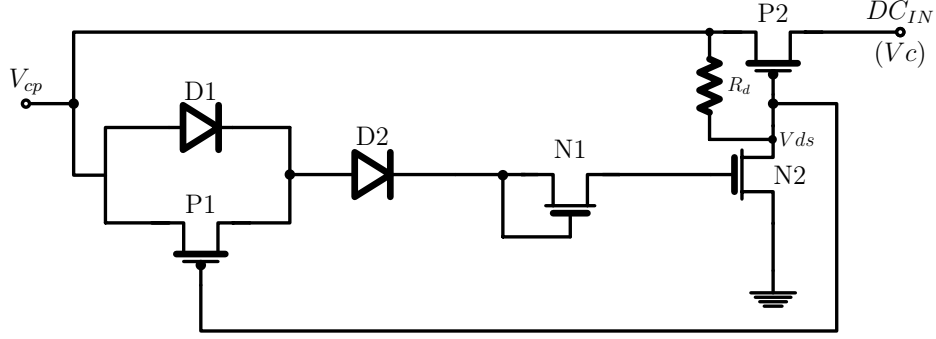 P2
DC_IN
(Vc)
V_cp
D1
R_d
D2
Vds
N1
N2
P1